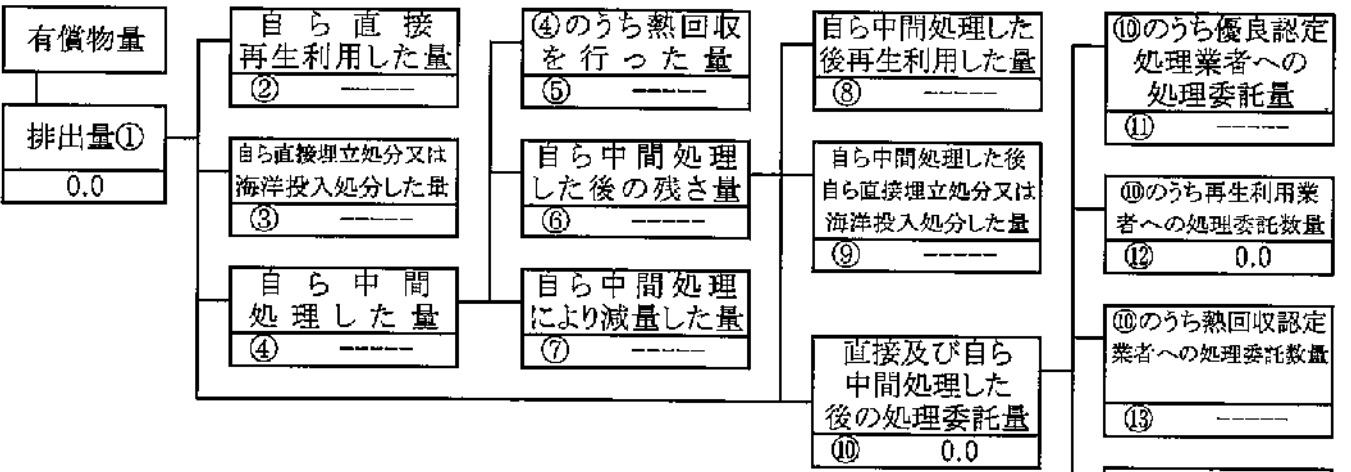 有償物量
排出量①
0.0
自ら直接
再生利用した量
② -----
自ら直接埋立処分又は
海洋投入処分した量
③ -----
自ら中間
処理した量
④ -----
④のうち熱回収
を行った量
⑤ -----
自ら中間処理
した後の残さ量
⑥ -----
自ら中間処理
により減量した量
⑦ -----
自ら中間処理した
後再生利用した量
⑧ -----
自ら中間処理した後
自ら直接埋立処分又は
海洋投入処分した量
⑨ -----
直接及び自ら
中間処理した
後の処理委託量
⑩ 0.0
⑩のうち優良認定
処理業者への
処理委託量
⑪ -----
⑩のうち再生利用業
者への処理委託数量
⑫ 0.0
⑩のうち熱回収認定
業者への処理委託数量
⑬ -----